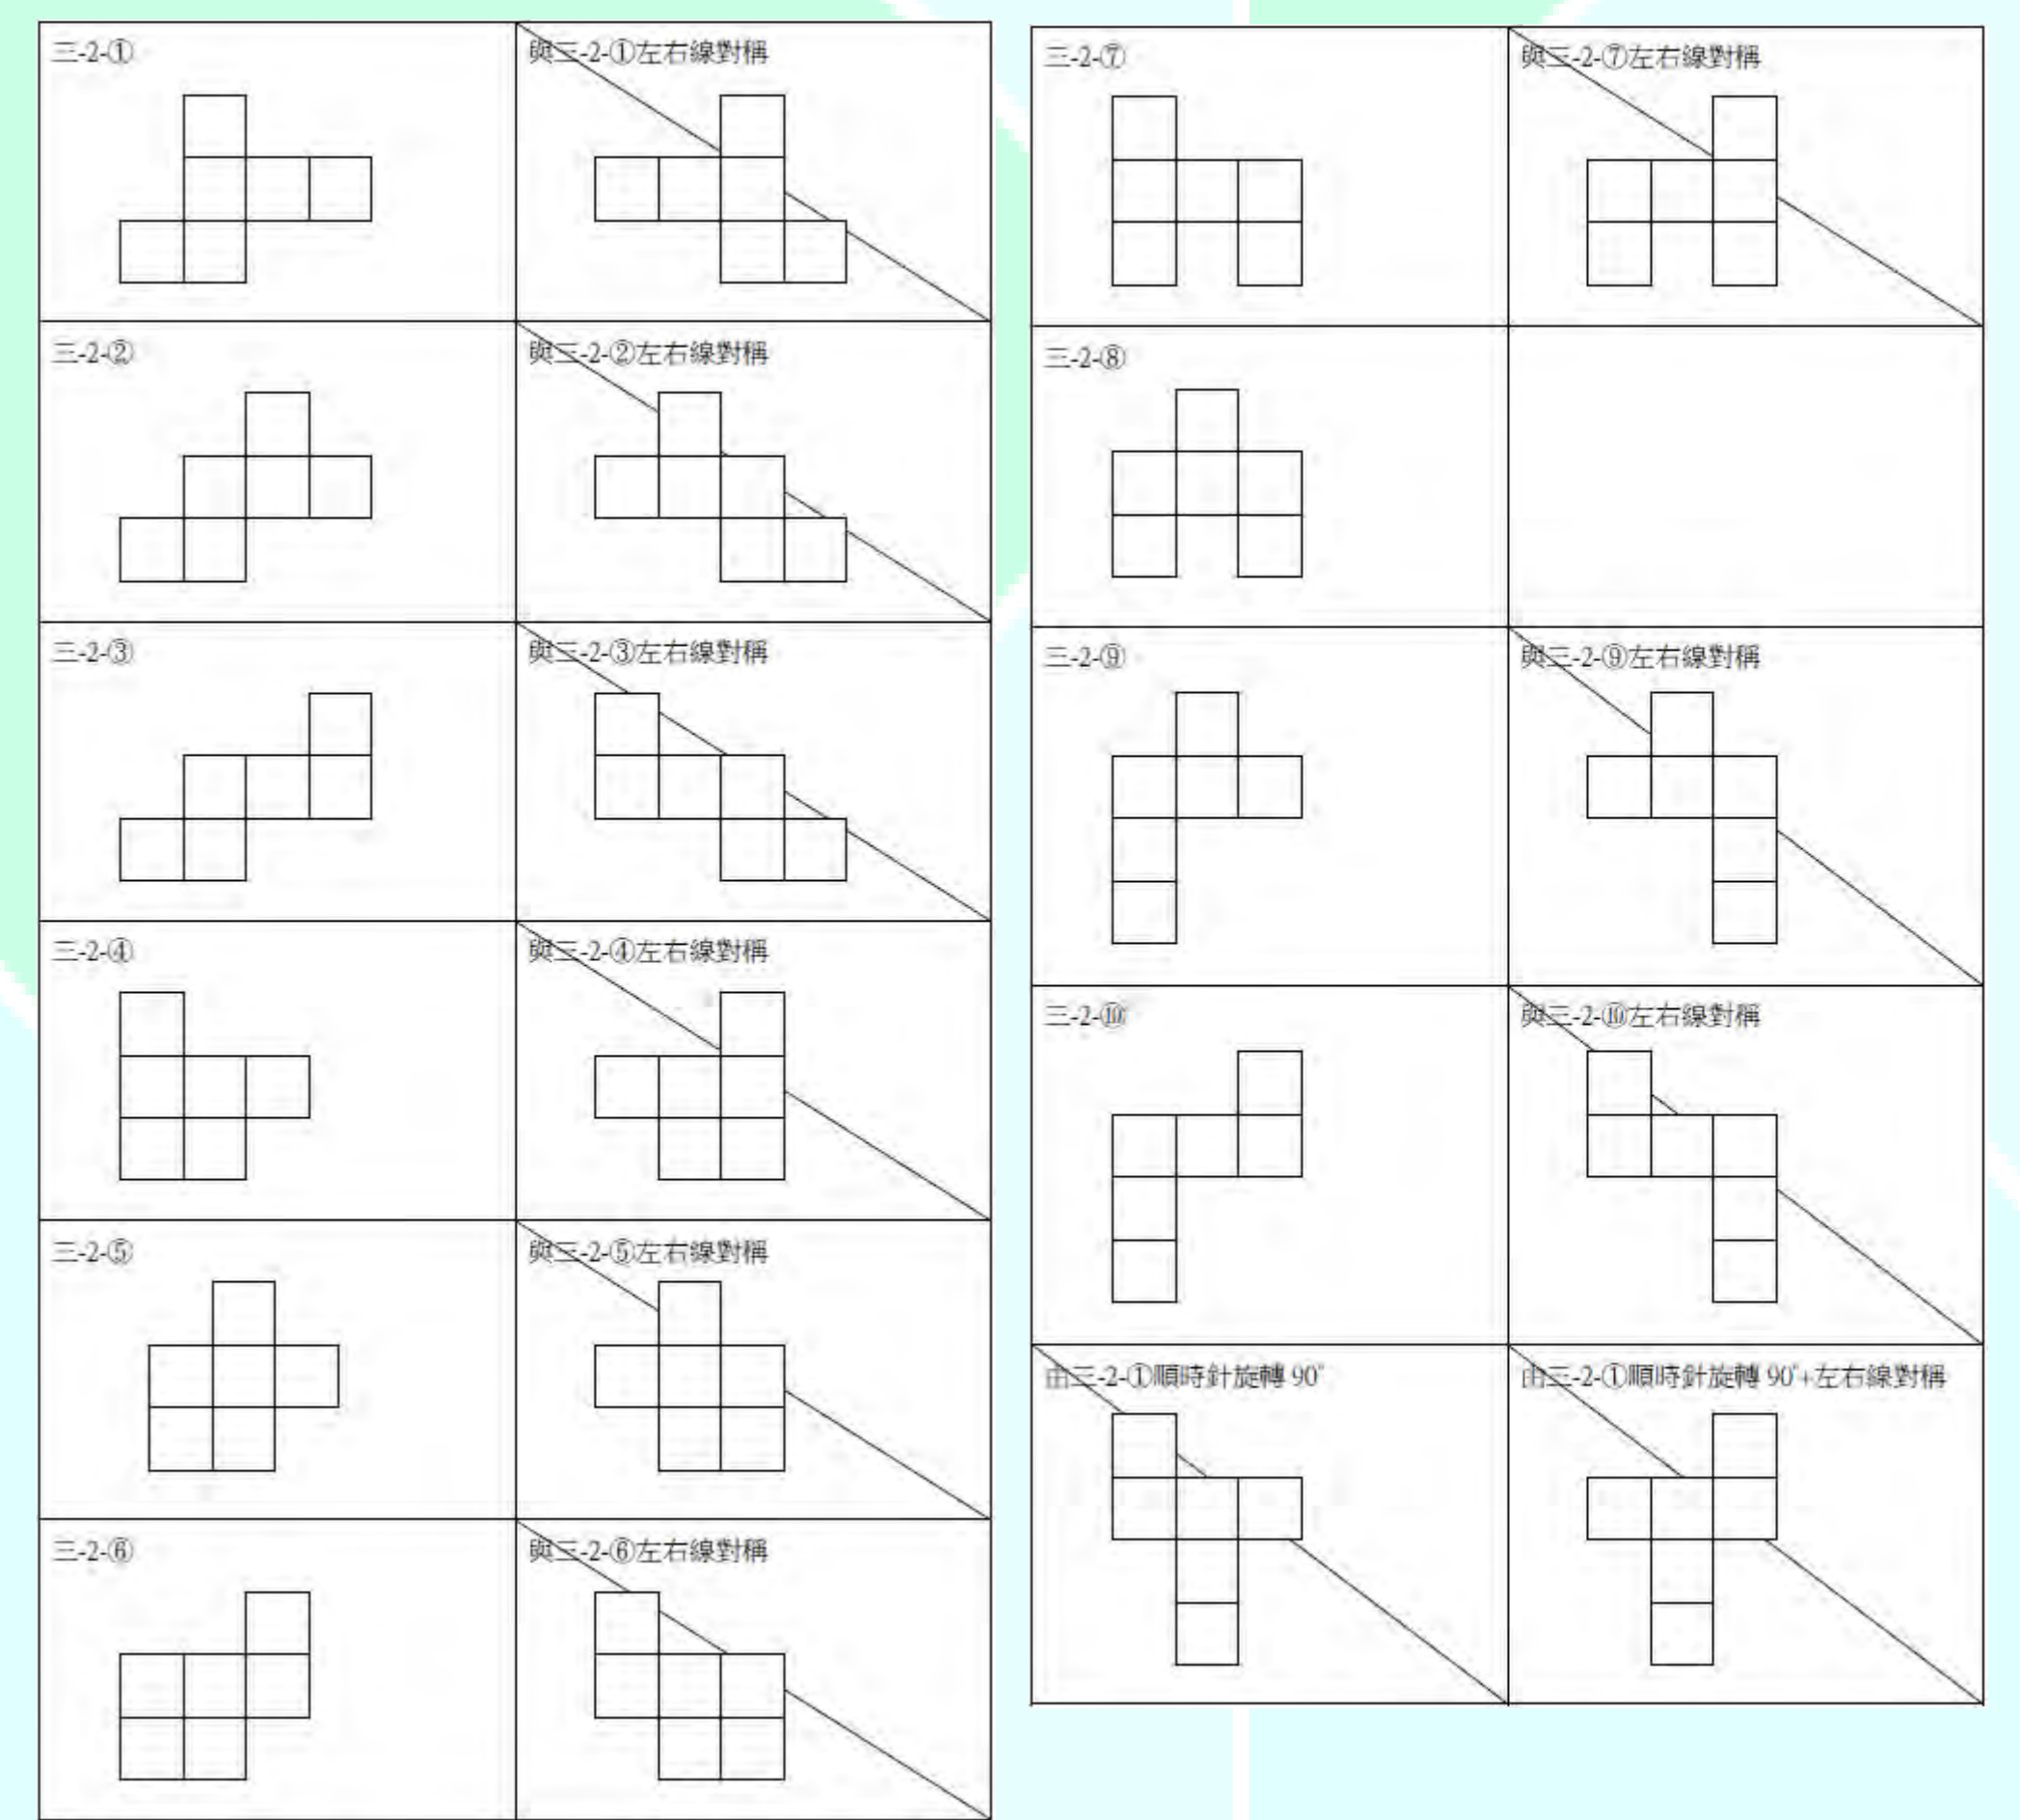 三-2-①
與三-2-①左右線對稱
三-2-②
與三-2-②左右線對稱
三-2-③
與三-2-③左右線對稱
三-2-④
與三-2-④左右線對稱
三-2-⑤
與三-2-⑤左右線對稱
三-2-⑥
與三-2-⑥左右線對稱
三-2-⑦
與三-2-⑦左右線對稱
三-2-⑧
三-2-⑨
與三-2-⑨左右線對稱
三-2-⑩
與三-2-⑩左右線對稱
由三-2-①順時針旋轉 90°
由三-2-①順時針旋轉 90°+左右線對稱